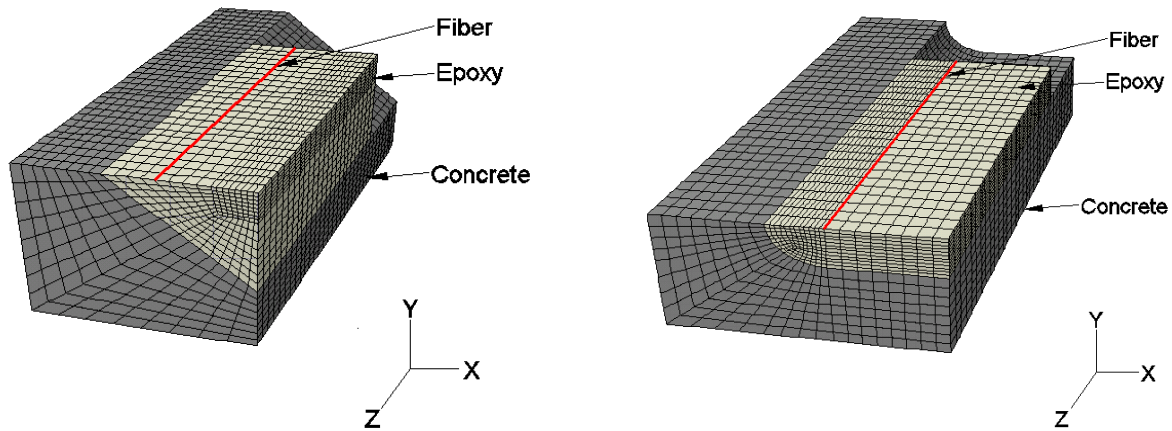 Fiber
Epoxy
Concrete
Y
X
Z
Fiber
Epoxy
Concrete
Y
X
Z